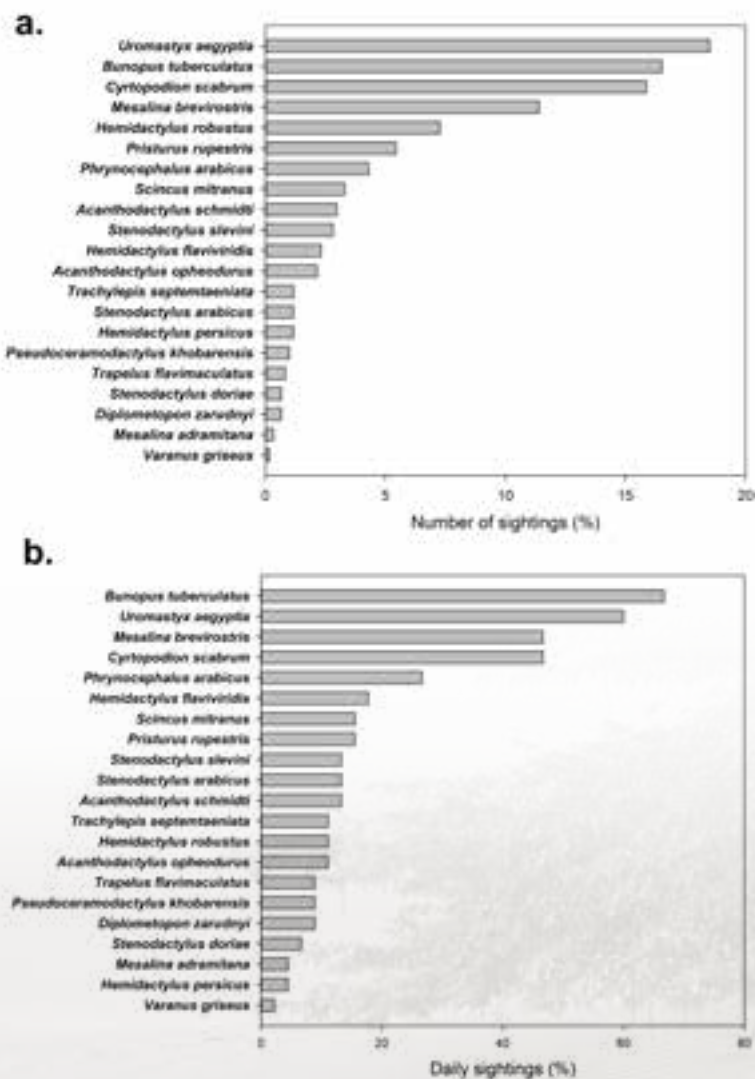 a.
Uromastyx aegyptia
Bunopus tuberculatus
Cyrtopodion scabrum
Mesalina brevirostris
Hemidactylus robustus
Pristurus rupestris
Phrynocephalus arabicus
Scincus mitranus
Acanthodactylus schmidti
Stenodactylus slevini
Hemidactylus flaviviridis
Acanthodactylus opheodurus
Trachylepis septemtaeniata
Stenodactylus arabicus
Hemidactylus persicus
Pseudoceramodactylus khobarensis
Trapelus flavimaculatus
Stenodactylus doriae
Diplometopon zarudnyi
Mesalina adramitana
Varanus griseus
0 5 10 15 20
Number of sightings (%)
b.
Bunopus tuberculatus
Uromastyx aegyptia
Mesalina brevirostris
Cyrtopodion scabrum
Phrynocephalus arabicus
Hemidactylus flaviviridis
Scincus mitranus
Pristurus rupestris
Stenodactylus slevini
Stenodactylus arabicus
Acanthodactylus schmidti
Trachylepis septemtaeniata
Hemidactylus robustus
Acanthodactylus opheodurus
Trapelus flavimaculatus
Pseudoceramodactylus khobarensis
Diplometopon zarudnyi
Stenodactylus doriae
Mesalina adramitana
Hemidactylus persicus
Varanus griseus
0 20 40 60 80
Daily sightings (%)